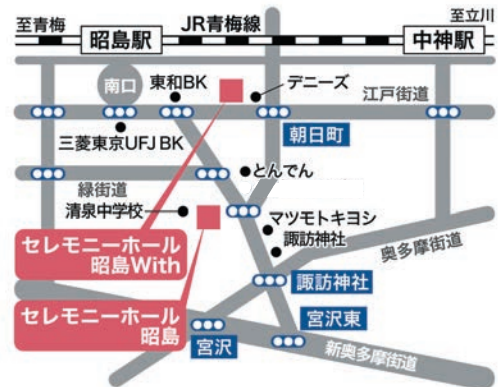 至青梅
昭島駅
JR青梅線
中神駅
至立川
南口
東和BK
デニーズ
江戸街道
三菱東京UFJ BK
朝日町
とんでん
緑街道
清泉中学校
マツモトキヨシ
諏訪神社
奥多摩街道
セレモニーホール
昭島With
諏訪神社
セレモニーホール
昭島
宮沢東
宮沢
新奥多摩街道